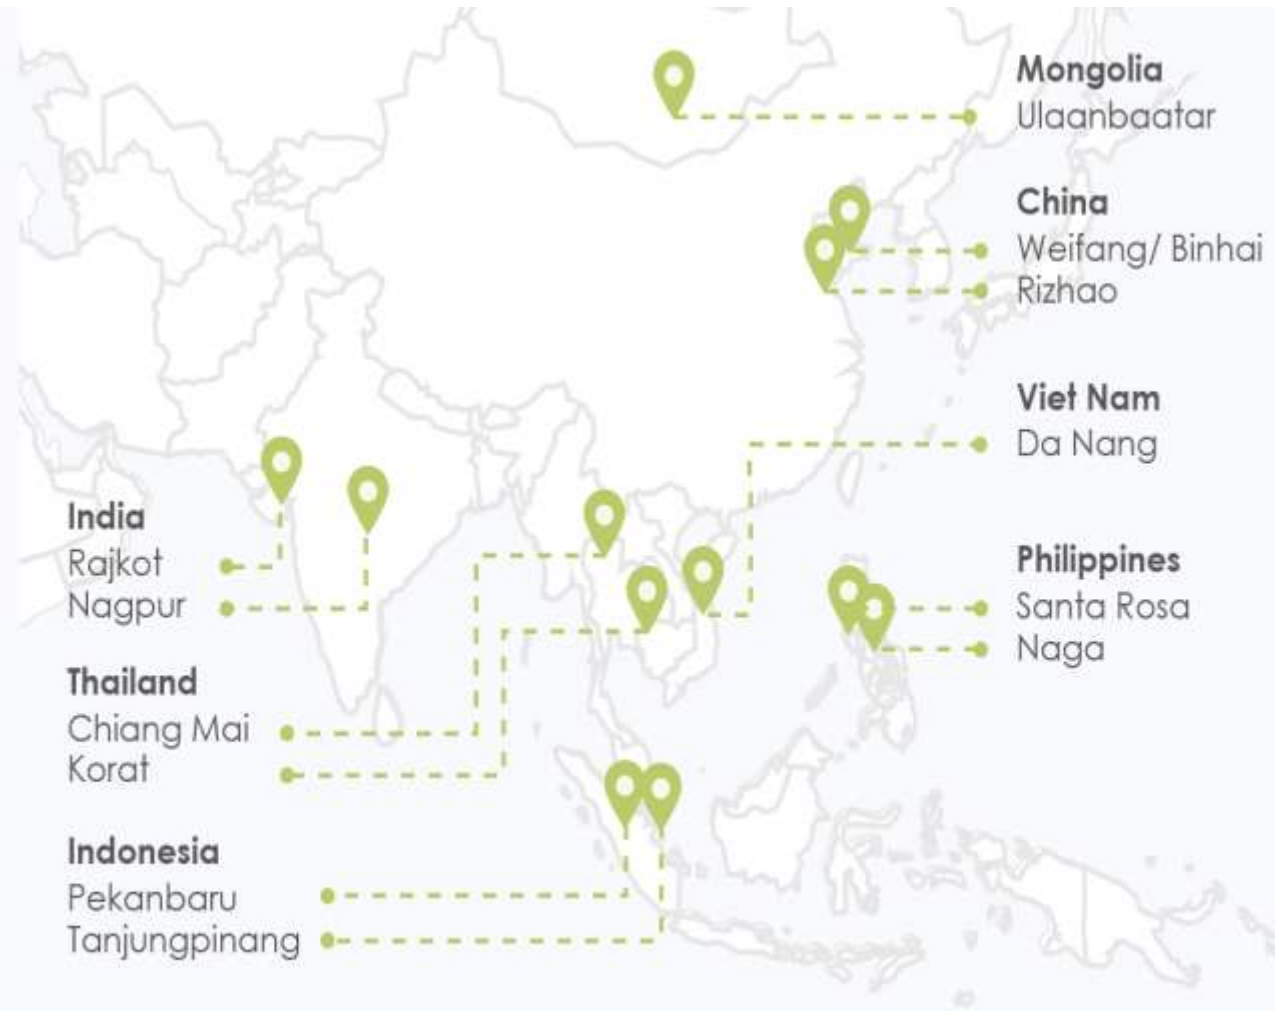 Mongolia
Ulaanbaatar
China
Weifang/ Binhai
Rizhao
Viet Nam
Da Nang
India
Rajkot
Nagpur
Philippines
Santa Rosa
Naga
Thailand
Chiang Mai
Korat
Indonesia
Pekanbaru
Tanjungpinang